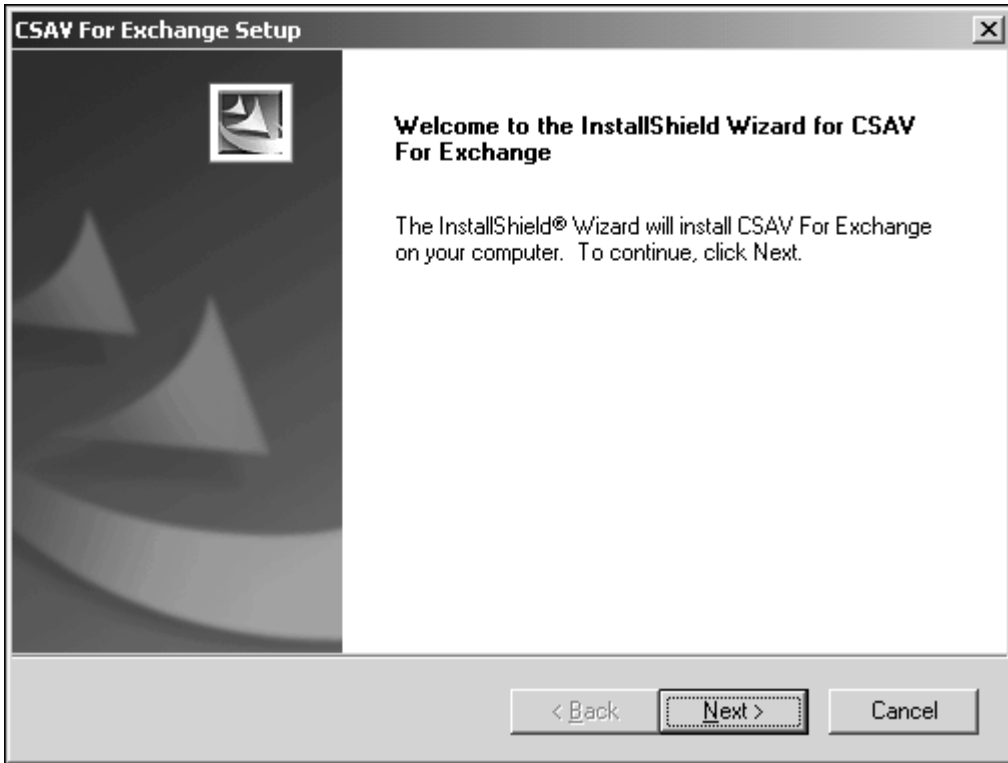 CSAV For Exchange Setup
Welcome to the InstallShield Wizard for CSAV
For Exchange
The InstallShield® Wizard will install CSAV For Exchange
on your computer.  To continue, click Next.
< Back
Next >
Cancel